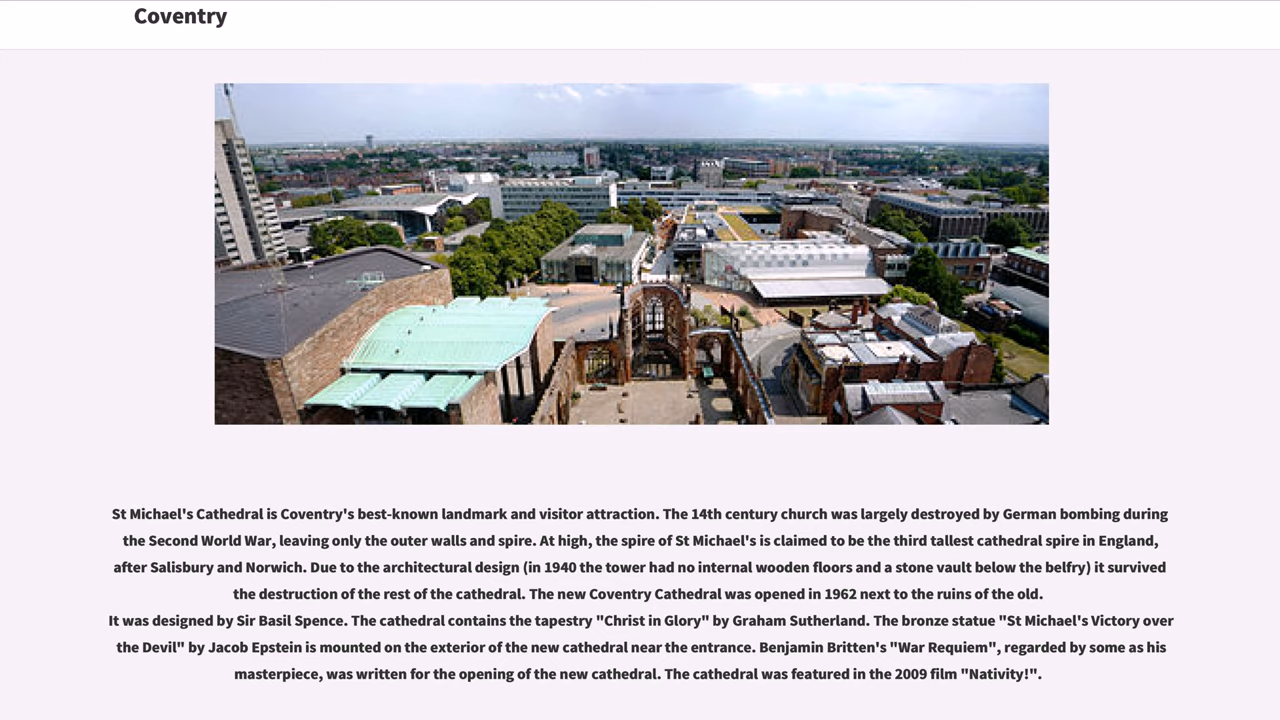 Coventry
St Michael's Cathedral is Coventry's best-known landmark and visitor attraction. The 14th century church was largely destroyed by German bombing during
the Second World War, leaving only the outer walls and spire. At high, the spire of St Michael's is claimed to be the third tallest cathedral spire in England,
after Salisbury and Norwich. Due to the architectural design (in 1940 the tower had no internal wooden floors and a stone vault below the belfry) it survived
the destruction of the rest of the cathedral. The new Coventry Cathedral was opened in 1962 next to the ruins of the old.
It was designed by Sir Basil Spence. The cathedral contains the tapestry "Christ in Glory" by Graham Sutherland. The bronze statue "St Michael's Victory over
the Devil" by Jacob Epstein is mounted on the exterior of the new cathedral near the entrance. Benjamin Britten's "War Requiem", regarded by some as his
masterpiece, was written for the opening of the new cathedral. The cathedral was featured in the 2009 film "Nativity!".